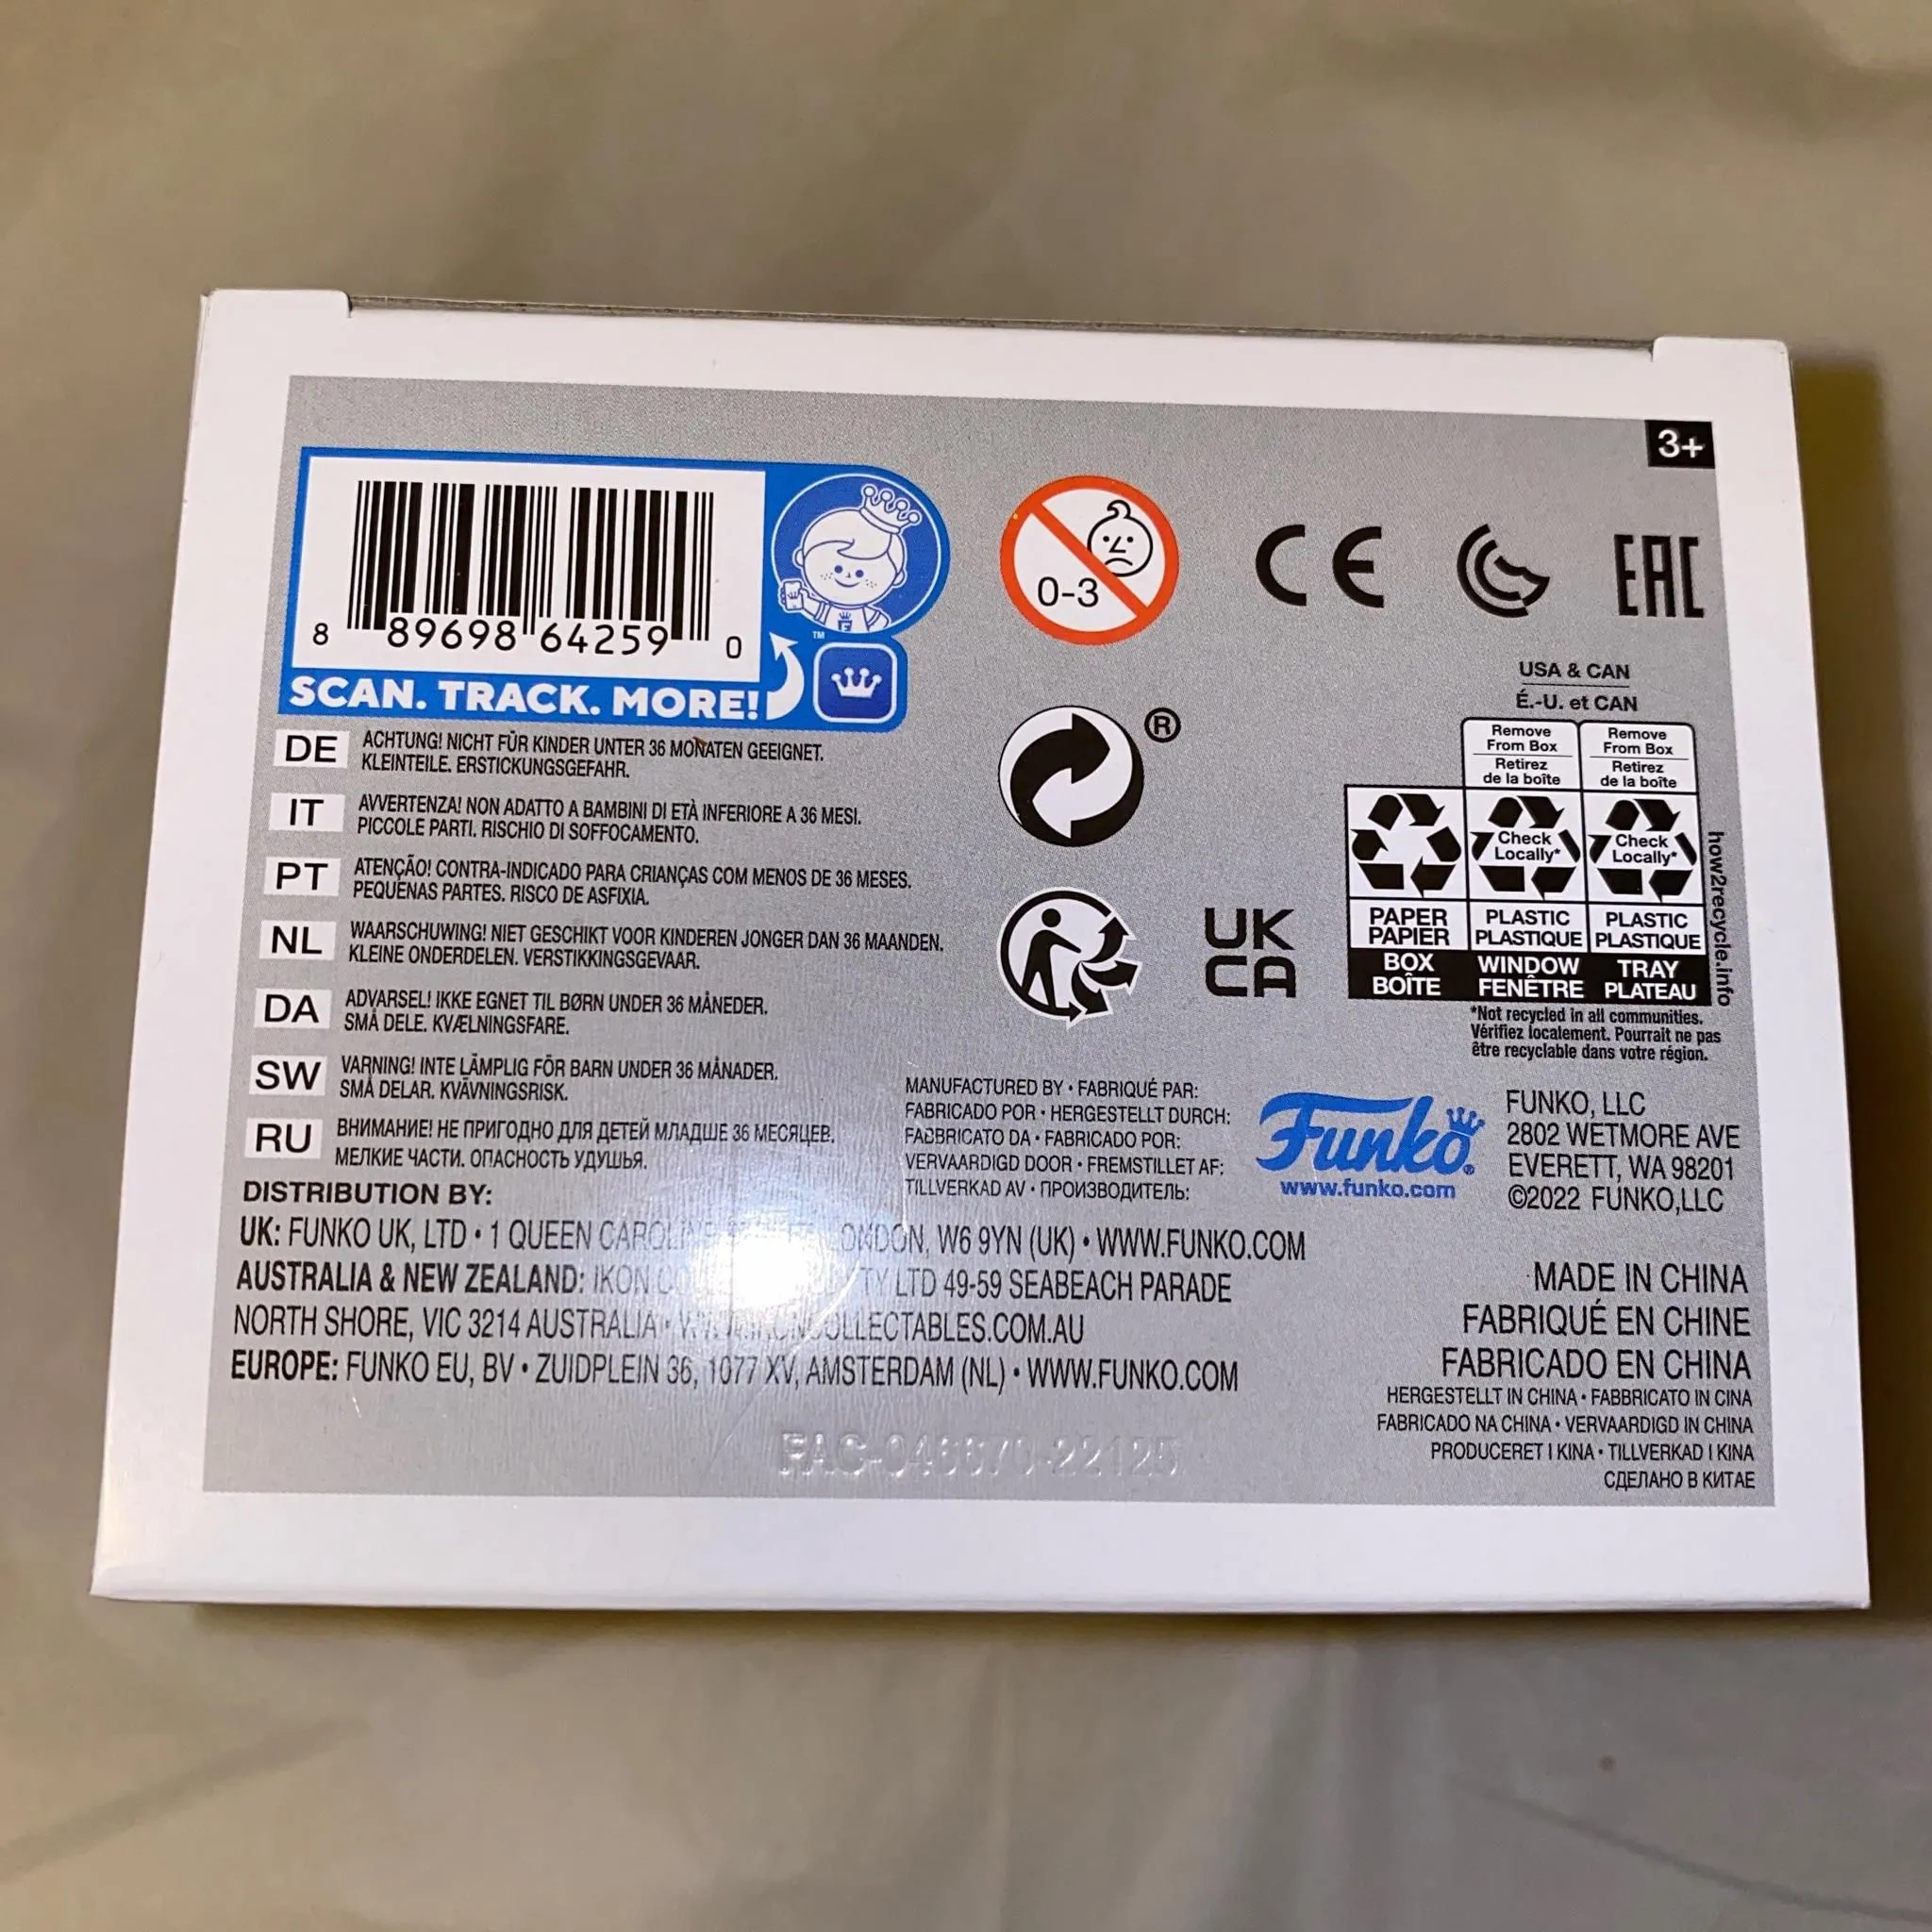 3+
8 89698 64259 0
SCAN. TRACK. MORE!
™
0-3
CE
EAC
DE ACHTUNG! NICHT FÜR KINDER UNTER 36 MONATEN GEEIGNET.
KLEINTEILE. ERSTICKUNGSGEFAHR.
IT AVVERTENZA! NON ADATTO A BAMBINI DI ETÀ INFERIORE A 36 MESI.
PICCOLE PARTI. RISCHIO DI SOFFOCAMENTO.
PT ATENÇÃO! CONTRA-INDICADO PARA CRIANÇAS COM MENOS DE 36 MESES.
PEQUENAS PARTES. RISCO DE ASFIXIA.
NL WAARSCHUWING! NIET GESCHIKT VOOR KINDEREN JONGER DAN 36 MAANDEN.
KLEINE ONDERDELEN. VERSTIKKINGSGEVAAR.
DA ADVARSEL! IKKE EGNET TIL BØRN UNDER 36 MÅNEDER.
SMÅ DELE. KVÆLNINGSFARE.
SW VARNING! INTE LÄMPLIG FÖR BARN UNDER 36 MÅNADER.
SMÅ DELAR. KVÄVNINGSRISK.
RU ВНИМАНИЕ! НЕ ПРИГОДНО ДЛЯ ДЕТЕЙ МЛАДШЕ 36 МЕСЯЦЕВ.
МЕЛКИЕ ЧАСТИ. ОПАСНОСТЬ УДУШЬЯ.
®
UK
CA
USA & CAN
É.-U. et CAN
Remove
From Box
Retirez
de la boîte
Remove
From Box
Retirez
de la boîte
Check
Locally*
Check
Locally*
PAPER
PAPIER
PLASTIC
PLASTIQUE
PLASTIC
PLASTIQUE
BOX
BOÎTE
WINDOW
FENÊTRE
TRAY
PLATEAU
how2recycle.info
*Not recycled in all communities.
Vérifiez localement. Pourrait ne pas
être recyclable dans votre région.
MANUFACTURED BY • FABRIQUÉ PAR:
FABRICADO POR • HERGESTELLT DURCH:
FABBRICATO DA • FABRICADO POR:
VERVAARDIGD DOOR • FREMSTILLET AF:
TILLVERKAD AV • ПРОИЗВОДИТЕЛЬ:
Funko®
www.funko.com
FUNKO, LLC
2802 WETMORE AVE
EVERETT, WA 98201
©2022 FUNKO,LLC
DISTRIBUTION BY:
UK: FUNKO UK, LTD • 1 QUEEN CAROLINE LONDON, W6 9YN (UK) • WWW.FUNKO.COM
AUSTRALIA & NEW ZEALAND: IKON LTD 49-59 SEABEACH PARADE
NORTH SHORE, VIC 3214 AUSTRALIA • WWW.IKONCOLLECTABLES.COM.AU
EUROPE: FUNKO EU, BV • ZUIDPLEIN 36, 1077 XV, AMSTERDAM (NL) • WWW.FUNKO.COM
MADE IN CHINA
FABRIQUÉ EN CHINE
FABRICADO EN CHINA
HERGESTELLT IN CHINA • FABBRICATO IN CINA
FABRICADO NA CHINA • VERVAARDIGD IN CHINA
PRODUCERET I KINA • TILLVERKAD I KINA
СДЕЛАНО В КИТАЕ